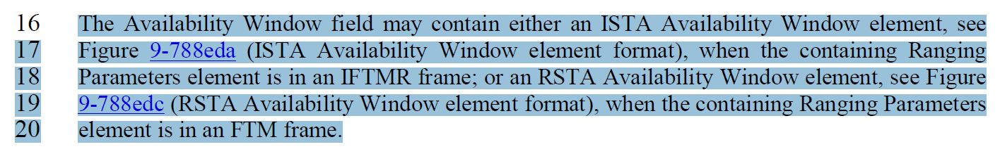 16 The Availability Window field may contain either an ISTA Availability Window element, see
17 Figure 9-788eda (ISTA Availability Window element format), when the containing Ranging
18 Parameters element is in an IFTMR frame; or an RSTA Availability Window element, see Figure
19 9-788edc (RSTA Availability Window element format), when the containing Ranging Parameters
20 element is in an FTM frame.